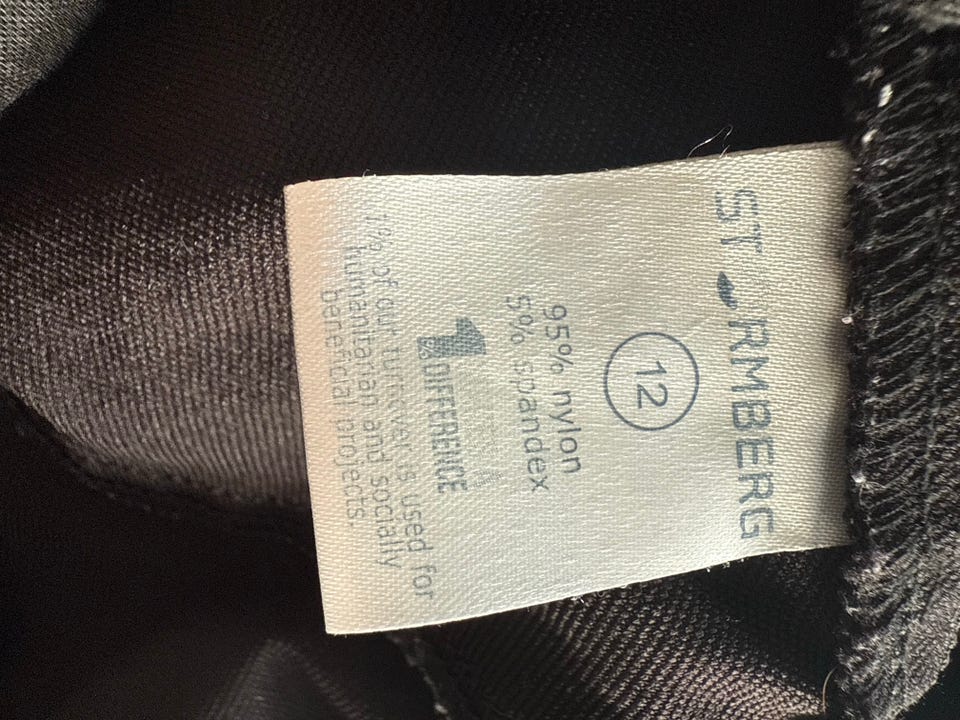 ST RMBERG
12
95% nylon
5% spandex
1
DIFFERENCE
1% of our turnover is used for
humanitarian and socially
beneficial projects.